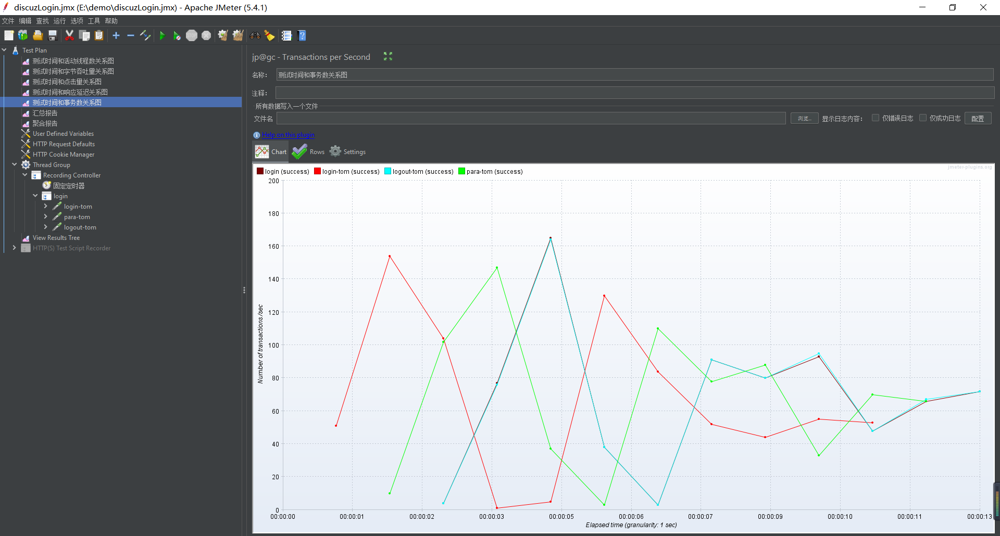 discuzLogin.jmx (E:\demo\discuzLogin.jmx) - Apache JMeter (5.4.1)
文件 编辑 查找 运行 选项 工具 帮助
Test Plan
测试时间和活动线程数关系图
测试时间和字节吞吐量关系图
测试时间和点击量关系图
测试时间和响应延迟关系图
测试时间和事务数关系图
汇总报告
聚合报告
User Defined Variables
HTTP Request Defaults
HTTP Cookie Manager
Thread Group
Recording Controller
固定定时器
login
login-tom
para-tom
logout-tom
View Results Tree
HTTP(S) Test Script Recorder
jp@gc - Transactions per Second
名称： 测试时间和事务数关系图
注释：
所有数据写入一个文件
文件名 浏览... 显示日志内容： 仅错误日志 仅成功日志 配置
Help on this plugin
Chart Rows Settings
login (success) login-tom (success) logout-tom (success) para-tom (success)
jmeter-plugins.org
200
180
160
140
120
100
80
60
40
20
0
Number of transactions /sec
00:00:00 00:00:01 00:00:02 00:00:03 00:00:05 00:00:06 00:00:07 00:00:09 00:00:10 00:00:11 00:00:13
Elapsed time (granularity: 1 sec)